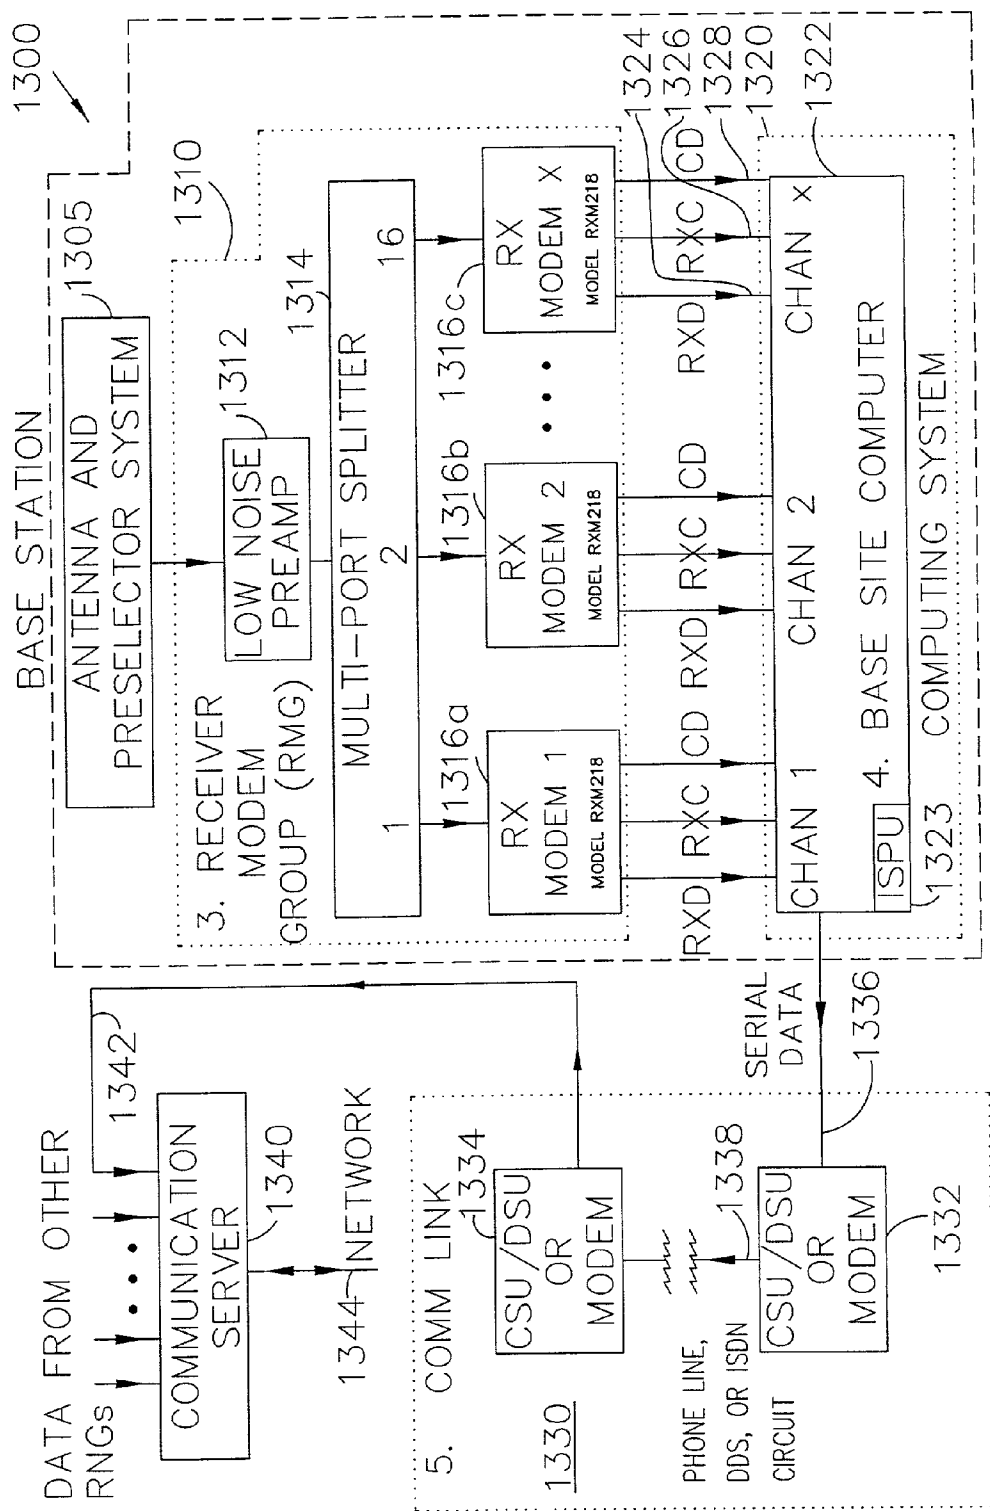 BASE STATION
1300
ANTENNA AND
PRESELECTOR SYSTEM
1305
1310
3. RECEIVER
MODEM
GROUP (RMG)
LOW NOISE
PREAMP
1312
1314
MULTI-PORT SPLITTER
1
2
16
1316a
1316b
1316c
RX
MODEM 1
MODEL RXM218
RX
MODEM 2
MODEL RXM218
RX
MODEM X
MODEL RXM218
RXD
RXC
CD
RXD
RXC
CD
RXD
RXC
CD
1324
1326
1328
1320
1322
CHAN 1
CHAN 2
CHAN X
ISPU
4. BASE SITE COMPUTER
1323
COMPUTING SYSTEM
DATA FROM OTHER
RNGs
1342
COMMUNICATION
SERVER
1340
1344
NETWORK
5. COMM LINK
1330
1334
CSU/DSU
OR
MODEM
PHONE LINE,
DDS, OR ISDN
CIRCUIT
1338
CSU/DSU
OR
MODEM
1332
SERIAL
DATA
1336